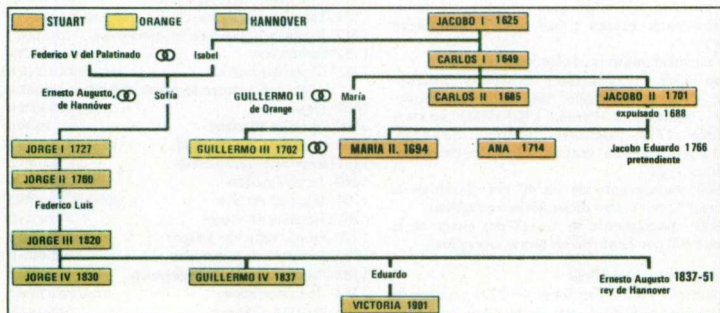 STUART ORANGE HANNOVER
JACOBO I 1625
Federico V del Palatinado Isabel
CARLOS I 1649
Ernesto Augusto, de Hannóver Sofía
GUILLERMO II de Orange María
CARLOS II 1685
JACOBO II 1701
expulsado 1688
JORGE I 1727
GUILLERMO III 1702
MARIA II. 1694
ANA 1714
Jacobo Eduardo 1766
pretendiente
JORGE II 1760
Federico Luis
JORGE III 1820
JORGE IV 1830
GUILLERMO IV 1837
Eduardo
Ernesto Augusto 1837-51
rey de Hannover
VICTORIA 1901